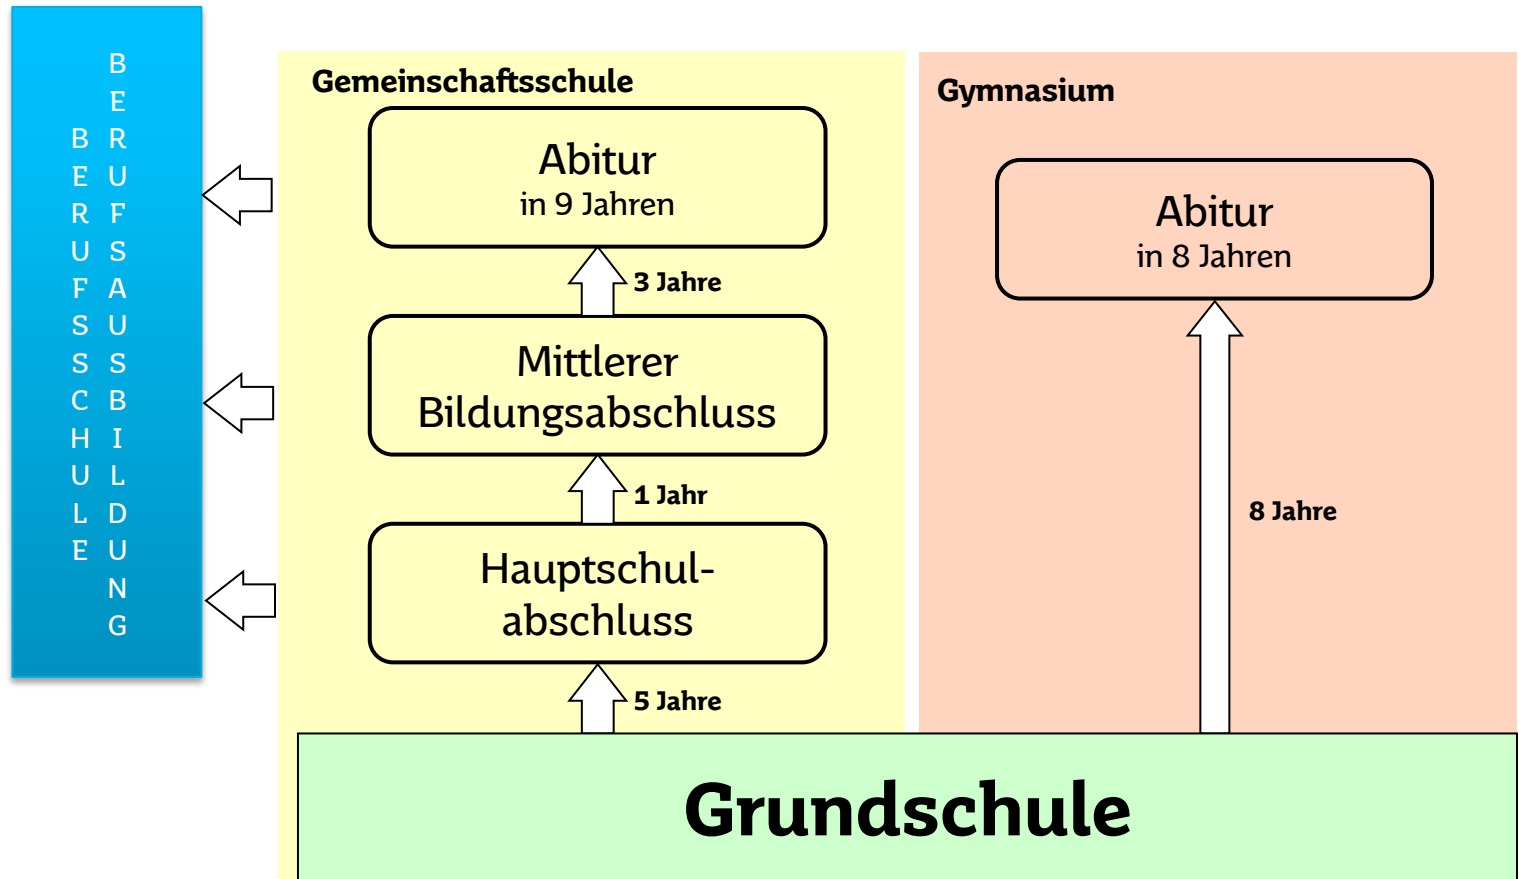 BERUFSSCHULE
BERUFSAUSBILDUNG
Gemeinschaftsschule
Abitur
in 9 Jahren
3 Jahre
Mittlerer
Bildungsabschluss
1 Jahr
Hauptschul-
abschluss
5 Jahre
Gymnasium
Abitur
in 8 Jahren
8 Jahre
Grundschule